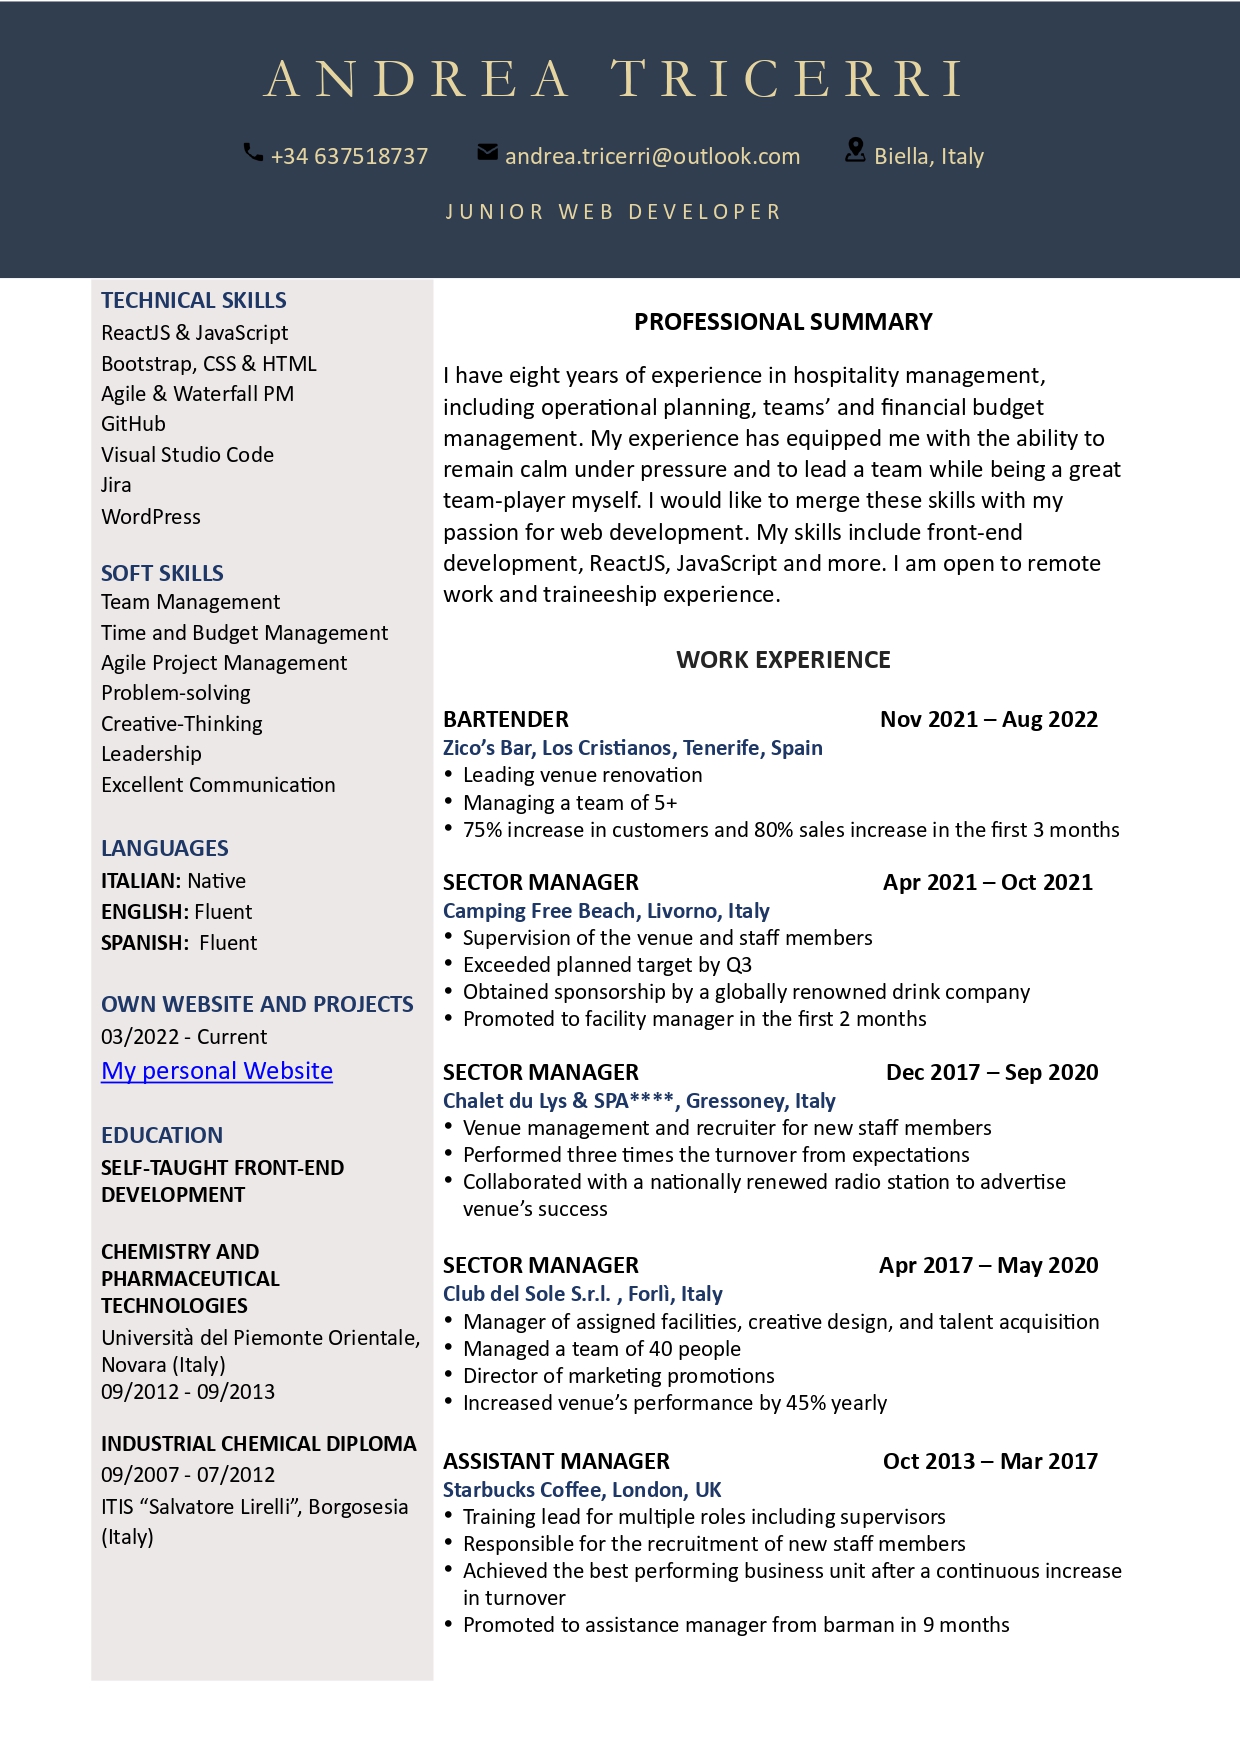 ANDREA TRICERRI
+34 637518737 andrea.tricerri@outlook.com Biella, Italy
JUNIOR WEB DEVELOPER
TECHNICAL SKILLS
ReactJS & JavaScript
Bootstrap, CSS & HTML
Agile & Waterfall PM
GitHub
Visual Studio Code
Jira
WordPress
SOFT SKILLS
Team Management
Time and Budget Management
Agile Project Management
Problem-solving
Creative-Thinking
Leadership
Excellent Communication
LANGUAGES
ITALIAN: Native
ENGLISH: Fluent
SPANISH: Fluent
OWN WEBSITE AND PROJECTS
03/2022 - Current
My personal Website
EDUCATION
SELF-TAUGHT FRONT-END
DEVELOPMENT
CHEMISTRY AND
PHARMACEUTICAL
TECHNOLOGIES
Università del Piemonte Orientale,
Novara (Italy)
09/2012 - 09/2013
INDUSTRIAL CHEMICAL DIPLOMA
09/2007 - 07/2012
ITIS “Salvatore Lirelli”, Borgosesia
(Italy)
PROFESSIONAL SUMMARY
I have eight years of experience in hospitality management,
including operational planning, teams’ and financial budget
management. My experience has equipped me with the ability to
remain calm under pressure and to lead a team while being a great
team-player myself. I would like to merge these skills with my
passion for web development. My skills include front-end
development, ReactJS, JavaScript and more. I am open to remote
work and traineeship experience.
WORK EXPERIENCE
BARTENDER Nov 2021 – Aug 2022
Zico’s Bar, Los Cristianos, Tenerife, Spain
• Leading venue renovation
• Managing a team of 5+
• 75% increase in customers and 80% sales increase in the first 3 months
SECTOR MANAGER Apr 2021 – Oct 2021
Camping Free Beach, Livorno, Italy
• Supervision of the venue and staff members
• Exceeded planned target by Q3
• Obtained sponsorship by a globally renowned drink company
• Promoted to facility manager in the first 2 months
SECTOR MANAGER Dec 2017 – Sep 2020
Chalet du Lys & SPA****, Gressoney, Italy
• Venue management and recruiter for new staff members
• Performed three times the turnover from expectations
• Collaborated with a nationally renewed radio station to advertise
venue’s success
SECTOR MANAGER Apr 2017 – May 2020
Club del Sole S.r.l. , Forlì, Italy
• Manager of assigned facilities, creative design, and talent acquisition
• Managed a team of 40 people
• Director of marketing promotions
• Increased venue’s performance by 45% yearly
ASSISTANT MANAGER Oct 2013 – Mar 2017
Starbucks Coffee, London, UK
• Training lead for multiple roles including supervisors
• Responsible for the recruitment of new staff members
• Achieved the best performing business unit after a continuous increase
in turnover
• Promoted to assistance manager from barman in 9 months